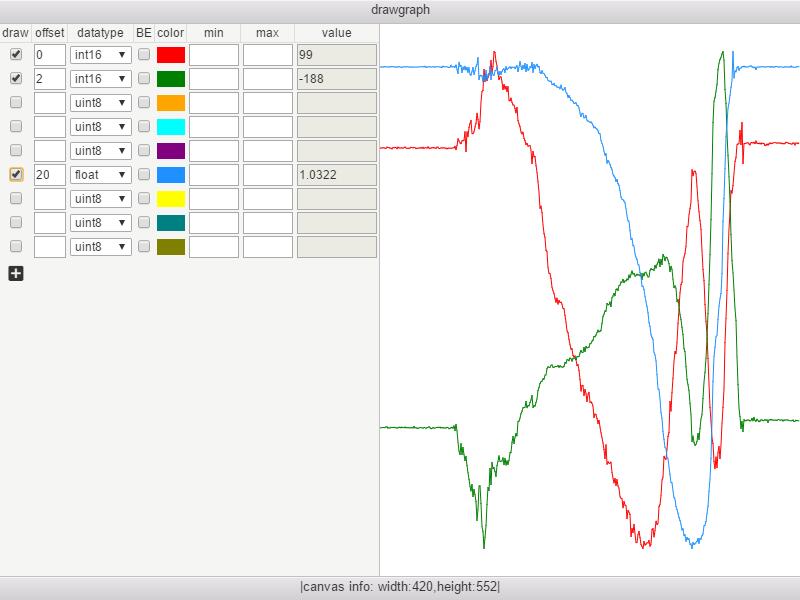 drawgraph
draw offset datatype BE color min max value
0 int16 99
2 int16 -188
uint8
uint8
uint8
20 float 1.0322
uint8
uint8
uint8
|canvas info: width:420,height:552|